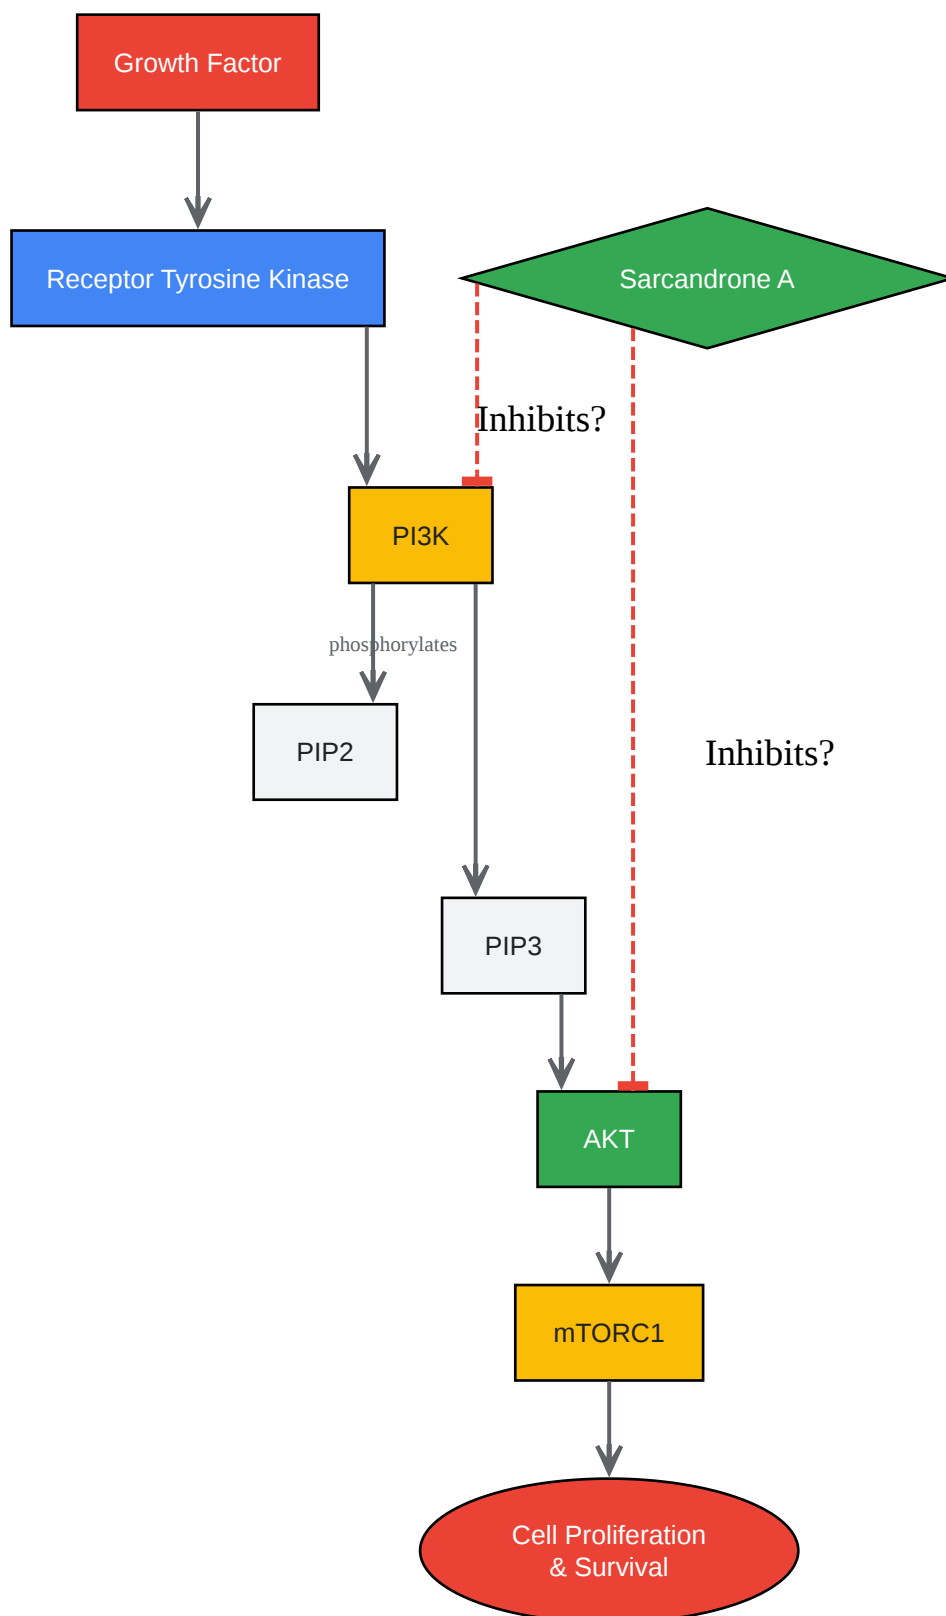 Growth Factor
Receptor Tyrosine Kinase
Sarcandrone A
Inhibits?
PI3K
phosphorylates
PIP2
Inhibits?
PIP3
AKT
mTORC1
Cell Proliferation
& Survival